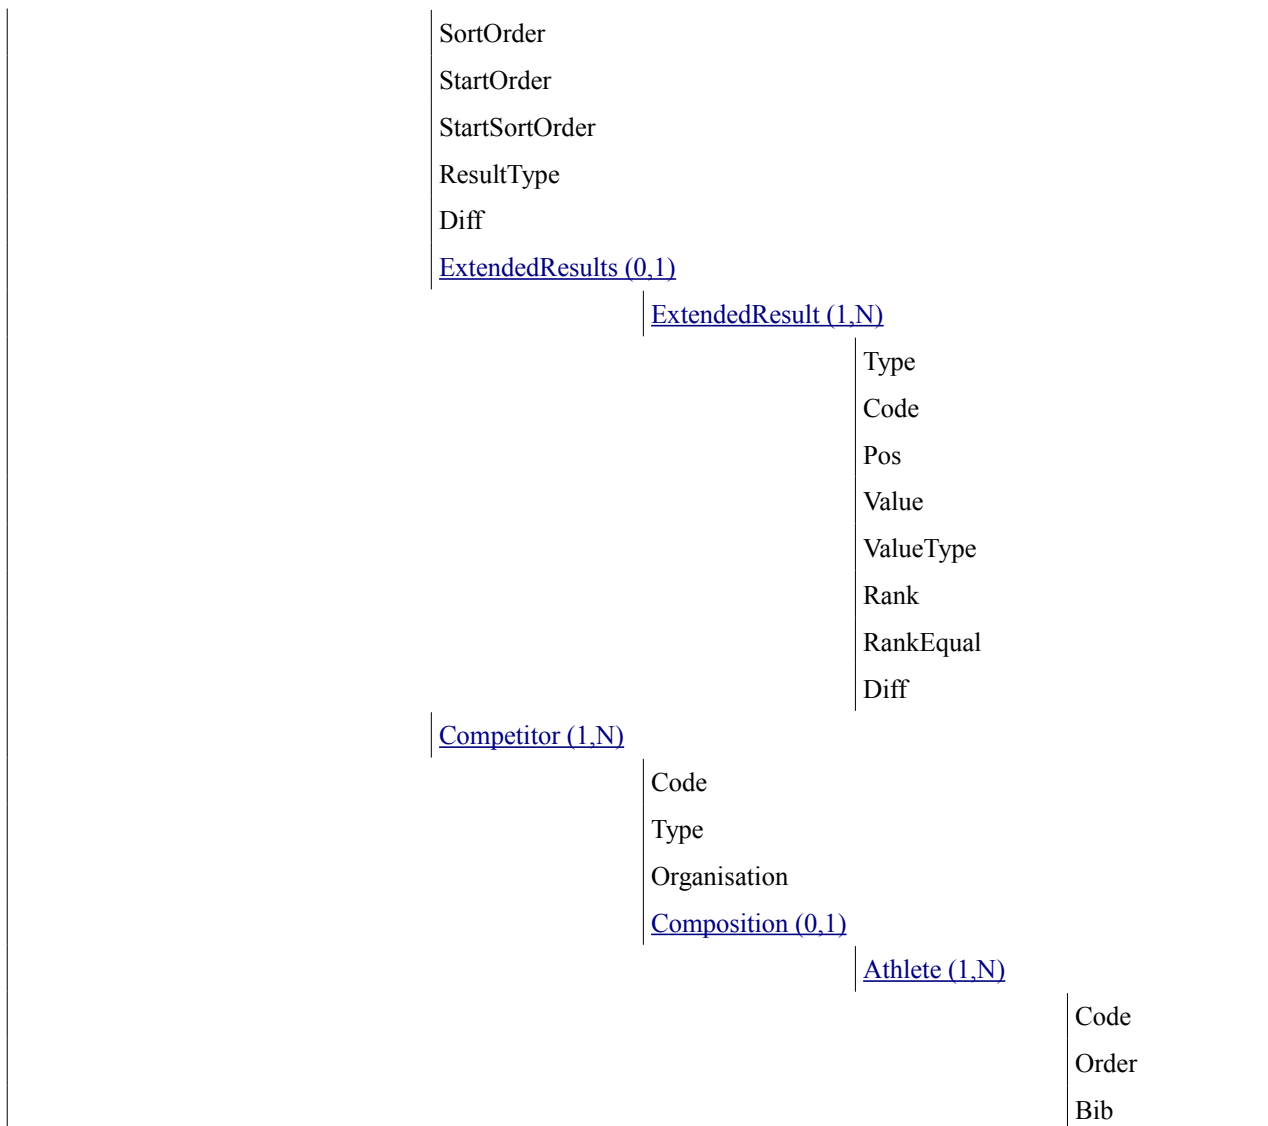 SortOrder
StartOrder
StartSortOrder
ResultType
Diff
ExtendedResults (0,1)
ExtendedResult (1,N)
Type
Code
Pos
Value
ValueType
Rank
RankEqual
Diff
Competitor (1,N)
Code
Type
Organisation
Composition (0,1)
Athlete (1,N)
Code
Order
Bib